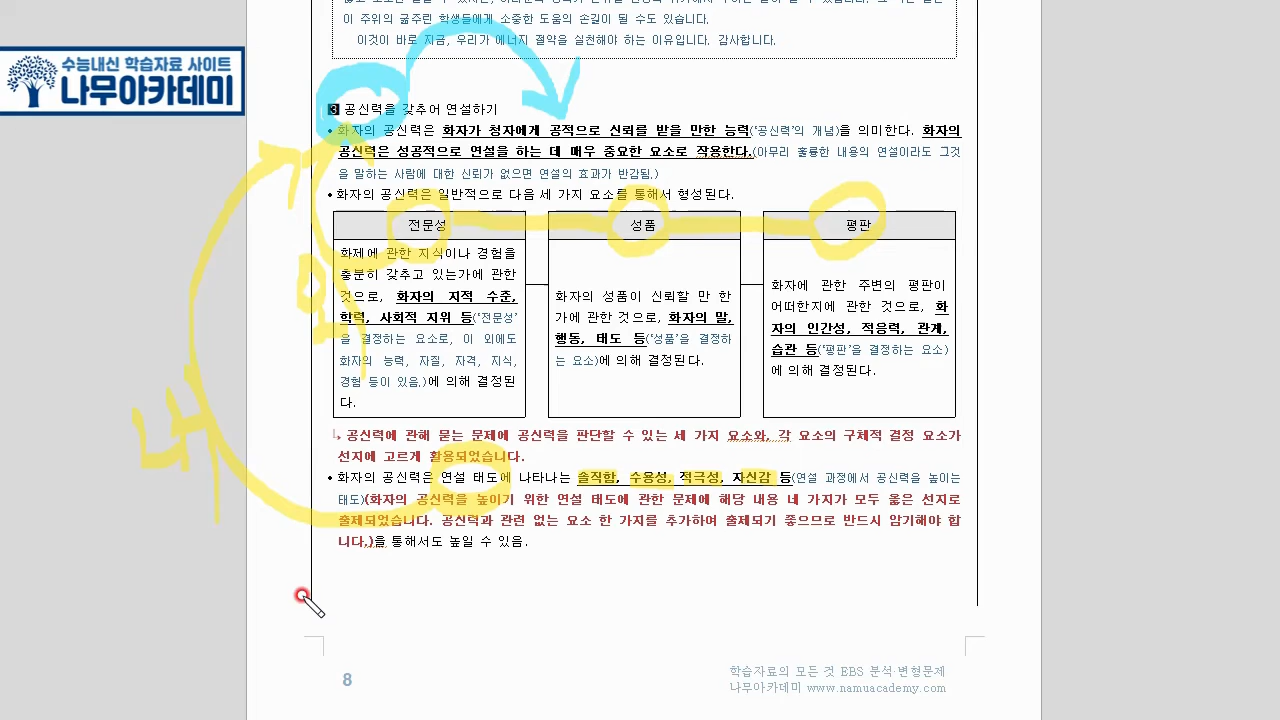 이 주위의 굶주린 학생들에게 소중한 도움의 손길이 될 수도 있습니다.
이것이 바로 지금, 우리가 에너지 절약을 실천해야 하는 이유입니다. 감사합니다.
수능내신 학습자료 사이트
나무아카데미
3 공신력을 갖추어 연설하기
• 화자의 공신력은 화자가 청자에게 공적으로 신뢰를 받을 만한 능력('공신력'의 개념)을 의미한다. 화자의
공신력은 성공적으로 연설을 하는 데 매우 중요한 요소로 작용한다.(아무리 훌륭한 내용의 연설이라도 그것
을 말하는 사람에 대한 신뢰가 없으면 연설의 효과가 반감됨.)
• 화자의 공신력은 일반적으로 다음 세 가지 요소를 통해서 형성된다.
전문성
화제에 관한 지식이나 경험을
충분히 갖추고 있는가에 관한
것으로, 화자의 지적 수준,
학력, 사회적 지위 등('전문성'
을 결정하는 요소로, 이 외에도
화자의 능력, 자질, 자격, 지식,
경험 등이 있음.)에 의해 결정된
다.
성품
화자의 성품이 신뢰할 만 한
가에 관한 것으로, 화자의 말,
행동, 태도 등('성품'을 결정하
는 요소)에 의해 결정된다.
평판
화자에 관한 주변의 평판이
어떠한지에 관한 것으로, 화
자의 인간성, 적응력, 관계,
습관 등('평판'을 결정하는 요소)
에 의해 결정된다.
↳ 공신력에 관해 묻는 문제에 공신력을 판단할 수 있는 세 가지 요소와, 각 요소의 구체적 결정 요소가
선지에 고르게 활용되었습니다.
• 화자의 공신력은 연설 태도에 나타나는 솔직함, 수용성, 적극성, 자신감 등(연설 과정에서 공신력을 높이는
태도)(화자의 공신력을 높이기 위한 연설 태도에 관한 문제에 해당 내용 네 가지가 모두 옳은 선지로
출제되었습니다. 공신력과 관련 없는 요소 한 가지를 추가하여 출제되기 좋으므로 반드시 암기해야 합
니다.)을 통해서도 높일 수 있음.
내
8
학습자료의 모든 것 EBS 분석·변형문제
나무아카데미 www.namuacademy.com